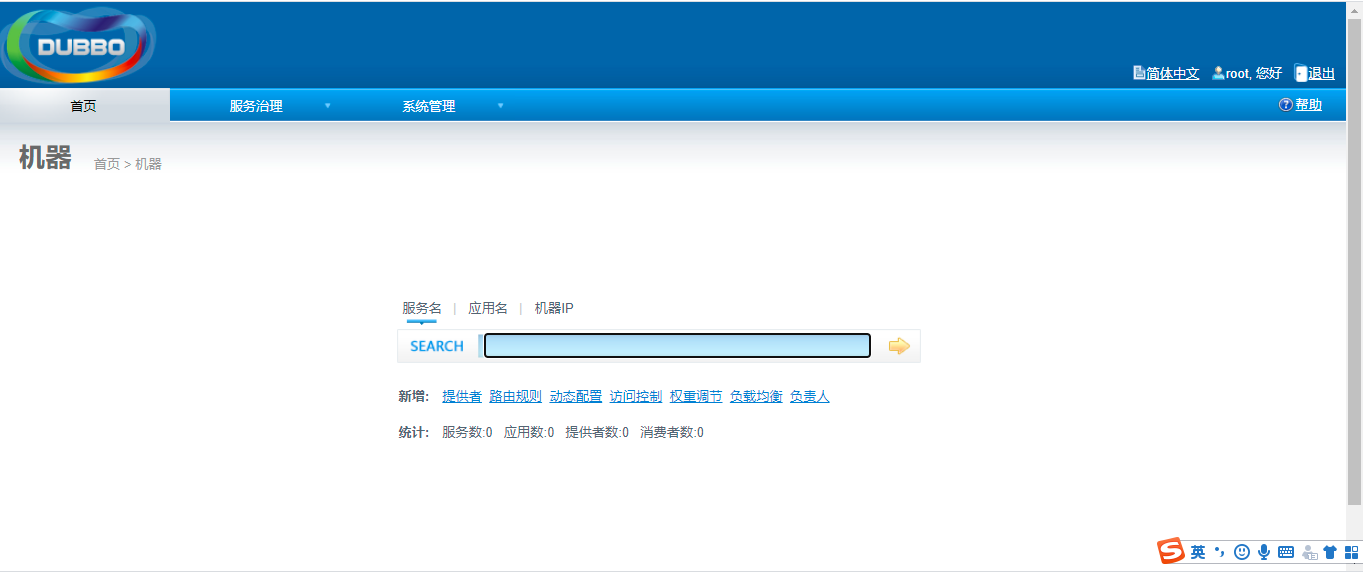 DUBBO
简体中文 root, 您好 退出
首页 服务治理 系统管理 帮助
机器 首页 > 机器
服务名 | 应用名 | 机器IP
SEARCH
新增: 提供者 路由规则 动态配置 访问控制 权重调节 负载均衡 负责人
统计: 服务数:0 应用数:0 提供者数:0 消费者数:0
英